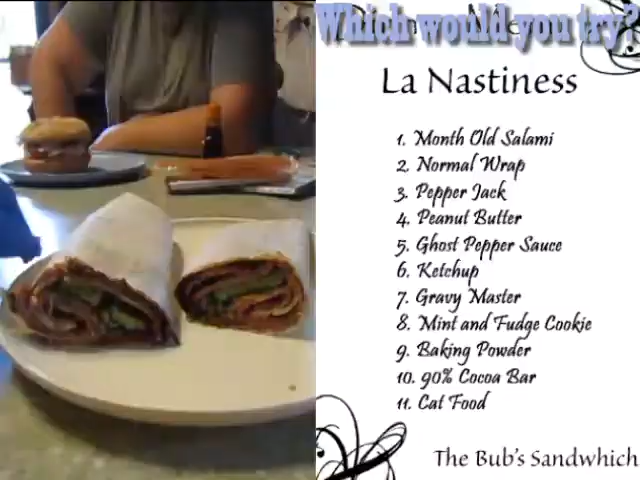 Which would you try?
La Nastiness
1. Month Old Salami
2. Normal Wrap
3. Pepper Jack
4. Peanut Butter
5. Ghost Pepper Sauce
6. Ketchup
7. Gravy Master
8. Mint and Fudge Cookie
9. Baking Powder
10. 90% Cocoa Bar
11. Cat Food
The Bub's Sandwhich